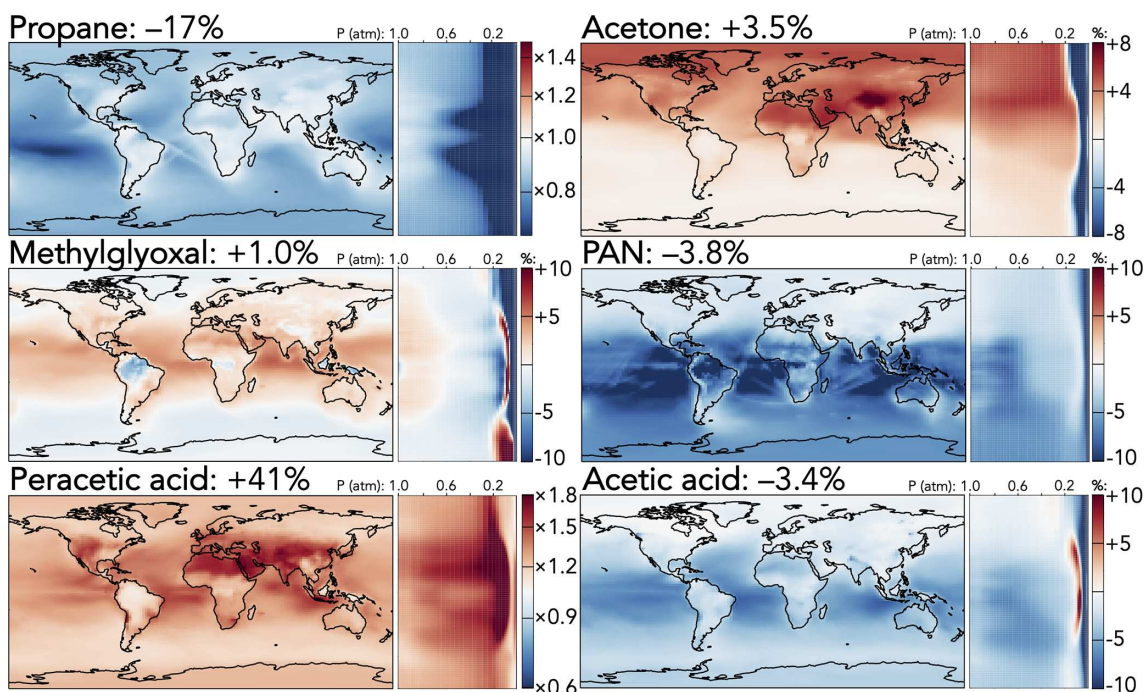 Propane: –17%
P (atm): 1.0 0.6 0.2
×1.4
×1.2
×1.0
×0.8
Acetone: +3.5%
P (atm): 1.0 0.6 0.2 %:
+8
+4
-4
-8
Methylglyoxal: +1.0%
P (atm): 1.0 0.6 0.2 %:
+10
+5
-5
-10
PAN: –3.8%
P (atm): 1.0 0.6 0.2 %:
+10
+5
-5
-10
Peracetic acid: +41%
P (atm): 1.0 0.6 0.2
×1.8
×1.5
×1.2
×0.9
×0.6
Acetic acid: –3.4%
P (atm): 1.0 0.6 0.2 %:
+10
+5
-5
-10